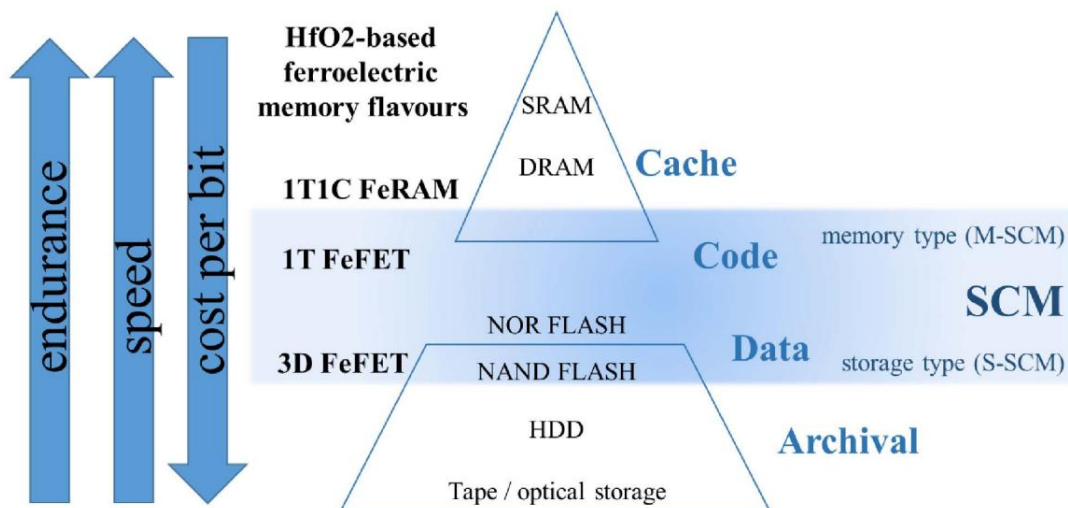 endurance
speed
cost per bit
HfO2-based
ferroelectric
memory flavours
1T1C FeRAM
1T FeFET
3D FeFET
SRAM
DRAM
NOR FLASH
NAND FLASH
HDD
Tape / optical storage
Cache
Code
Data
Archival
memory type (M-SCM)
SCM
storage type (S-SCM)